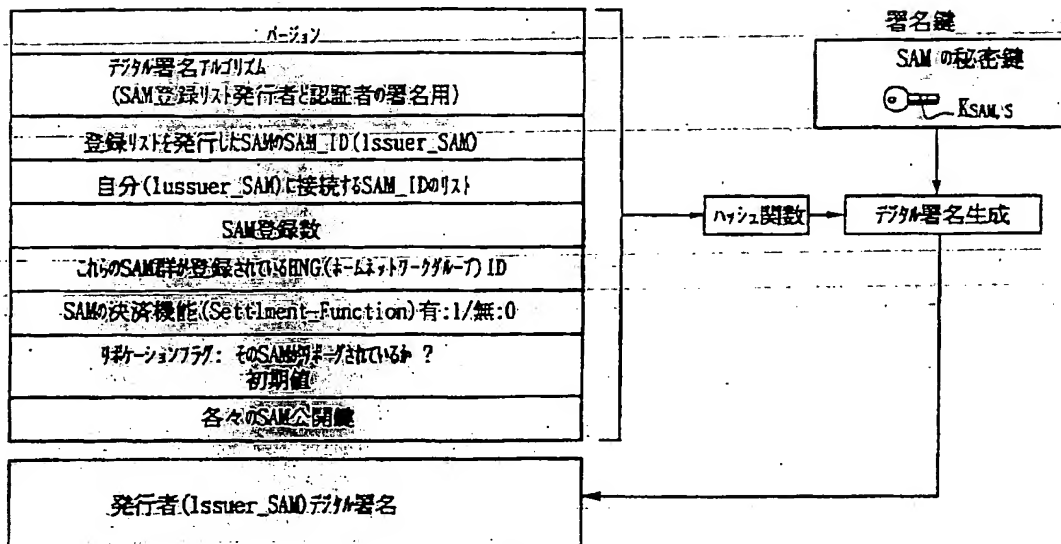 バージョン
デジタル署名アルゴリズム
(SAM登録リスト発行者と認証者の署名用)
登録リストを発行したSAMのSAM_ID(Issuer_SAM)
自分(Iussuer_SAM)に接続するSAM_IDのリスト
SAM登録数
これらのSAM群が登録されているHNG(ホームネットワークグループ)ID
SAMの決済機能(Settlment_Function)有:1/無:0
リボケーションフラグ: そのSAMがリボークされているか ?
初期値
各々のSAM公開鍵
発行者(Issuer_SAM)デジタル署名
ハッシュ関数
署名鍵
SAM の秘密鍵
KSAM,S
デジタル署名生成